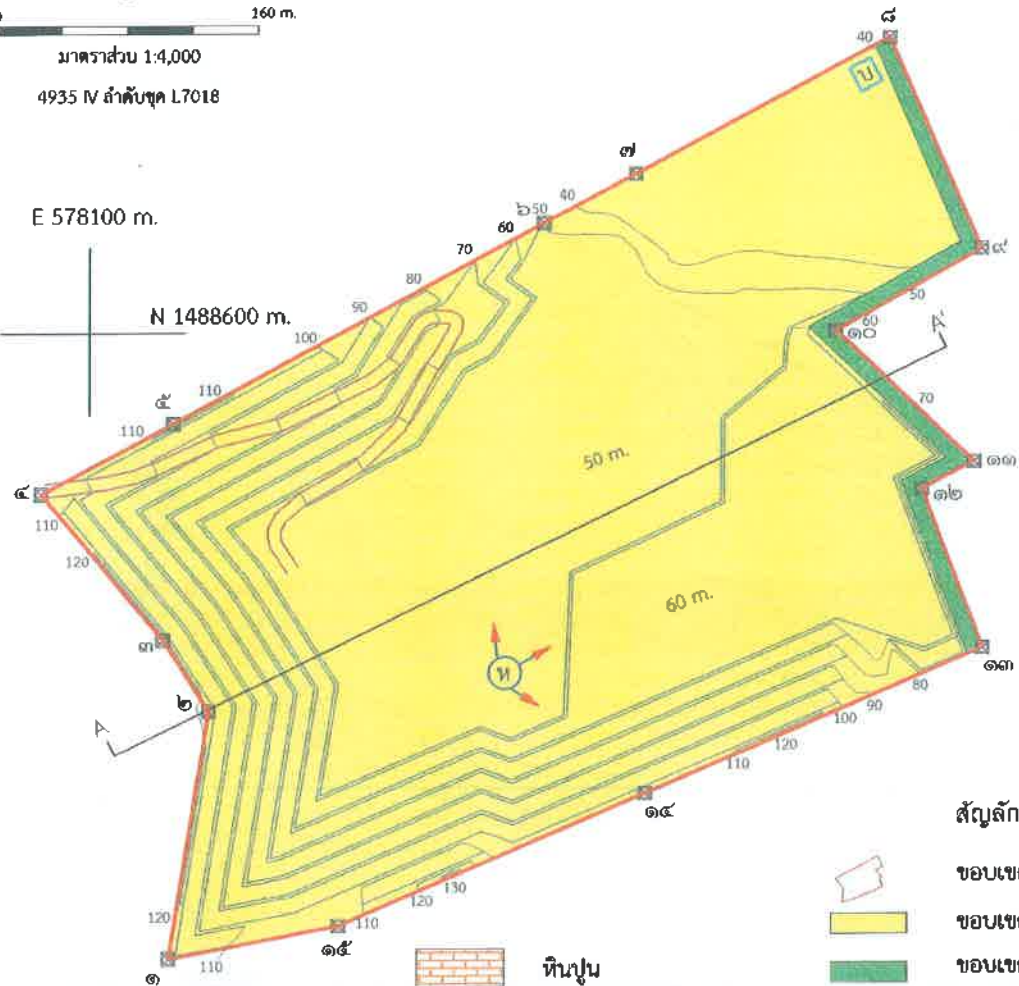 160 m.
มาตราส่วน 1:4,000
4935 IV ลำดับชุด L7018
E 578100 m.
N 1488600 m.
๘
40
บ
๗
40
๖
50
60
70
80
90
100
110
๕
110
๔
110
120
๓
๒
A
๙
50
60
๑๐
A'
70
๑๑
๑๒
50 m.
60 m.
ห
๑๓
80
90
100
120
110
๑๔
130
120
110
๑๕
120
110
๑
หินปูน
สัญลัก
ขอบเข
ขอบเข
ขอบเข